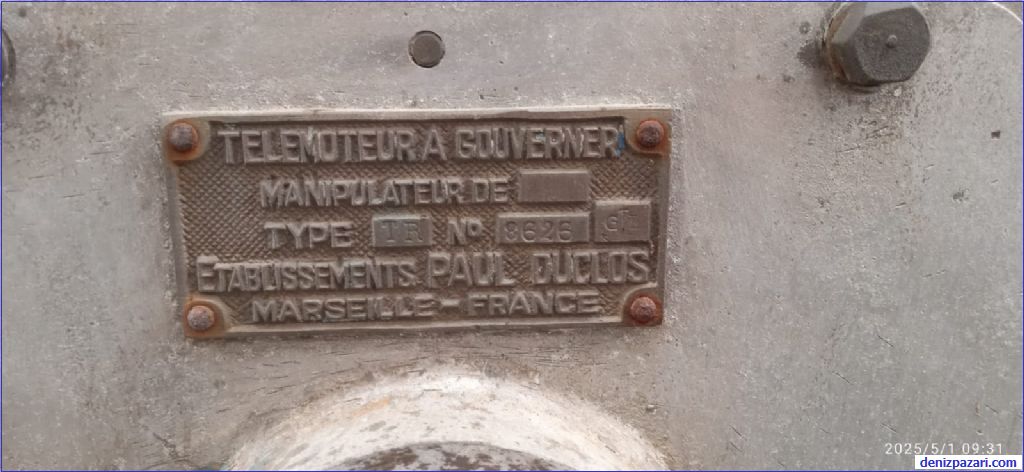 TELEMOTEUR A GOUVERNER
MANIPULATEUR DE
TYPE TR No 8626
ETABISSEMENTS PAUL DUCLOS
MARSEILLE - FRANCE
2025/5/1 09:31
denizpazari.com